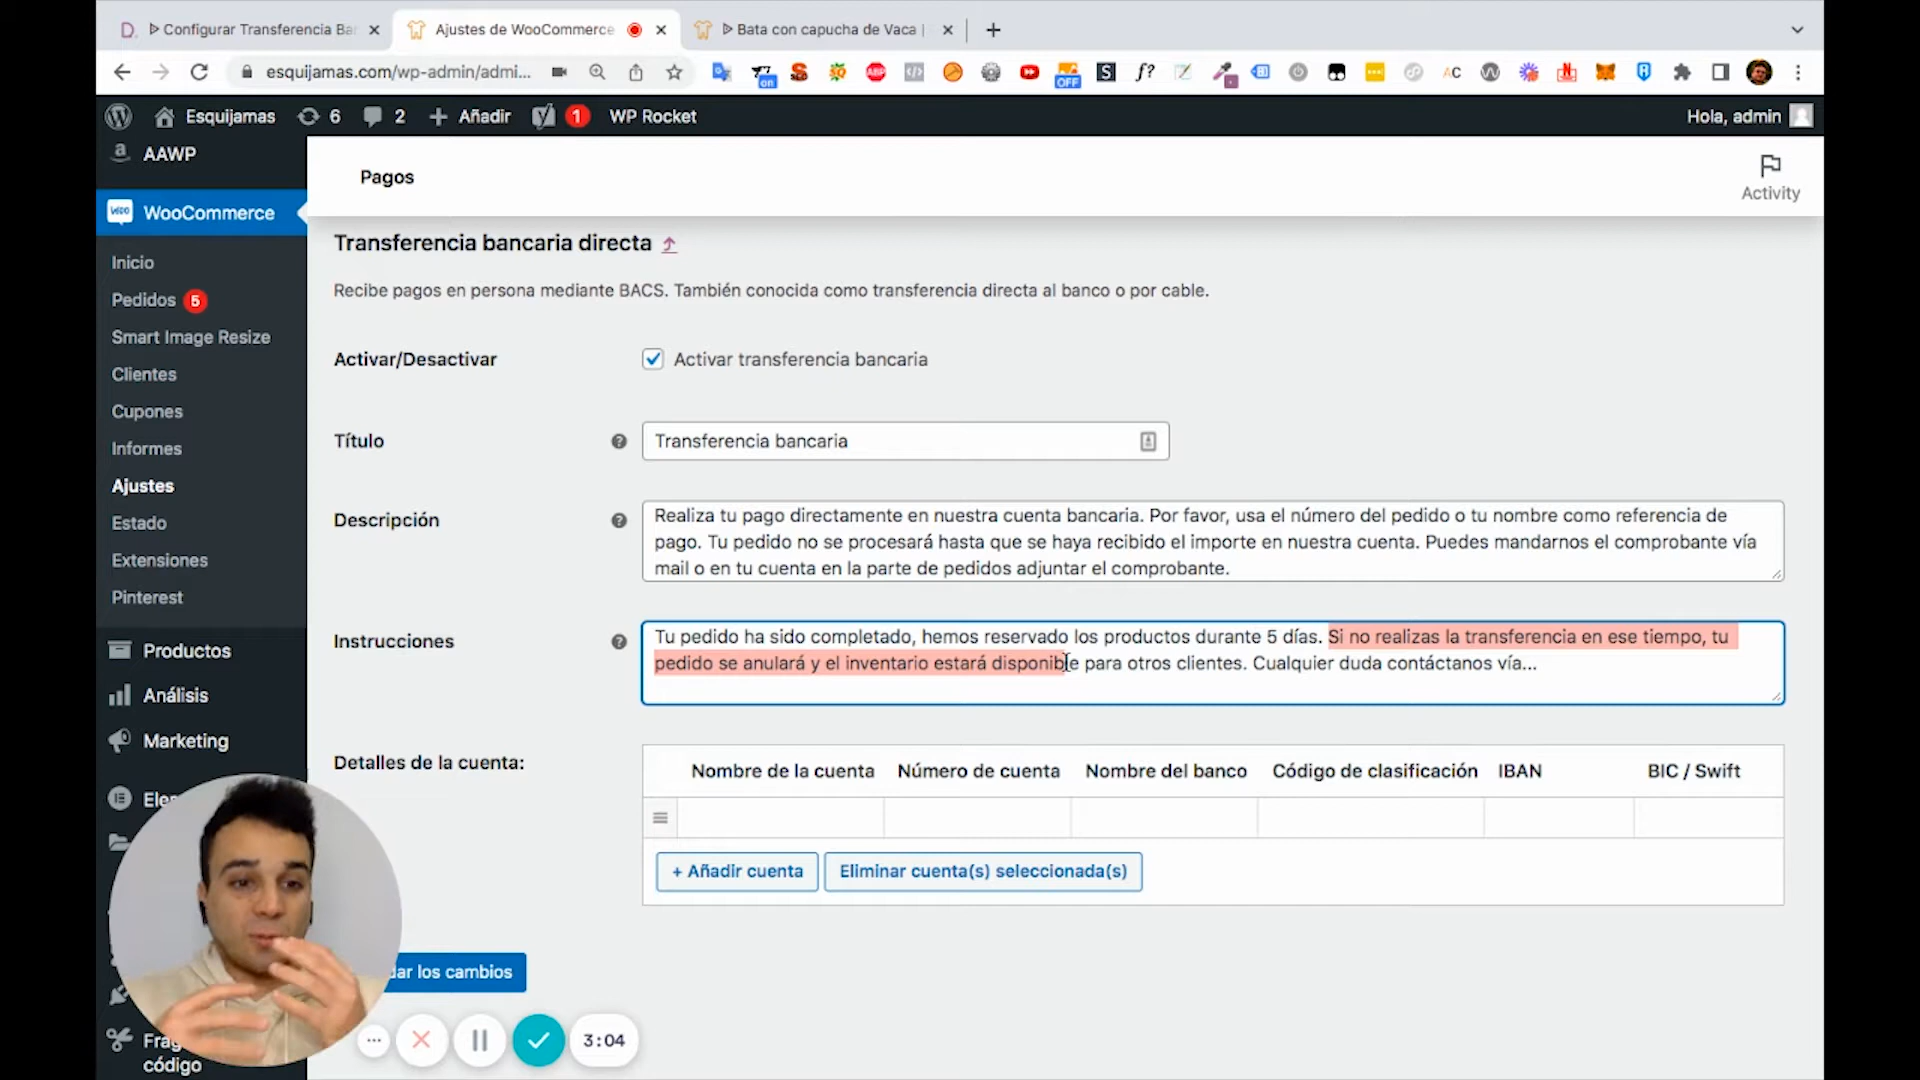 Configurar Transferencia Ba
Ajustes de WooCommerce
Bata con capucha de Vaca |
esquijamas.com/wp-admin/admi...
on
ABP
OFF
S
f?
AC
Esquijamas
6
2
Añadir
1
WP Rocket
Hola, admin
AAWP
Pagos
Activity
WooCommerce
Inicio
Pedidos 5
Smart Image Resize
Clientes
Cupones
Informes
Ajustes
Estado
Extensiones
Pinterest
Productos
Análisis
Marketing
Ele
Frag
código
Transferencia bancaria directa
Recibe pagos en persona mediante BACS. También conocida como transferencia directa al banco o por cable.
Activar/Desactivar
Activar transferencia bancaria
Título
Transferencia bancaria
Descripción
Realiza tu pago directamente en nuestra cuenta bancaria. Por favor, usa el número del pedido o tu nombre como referencia de
pago. Tu pedido no se procesará hasta que se haya recibido el importe en nuestra cuenta. Puedes mandarnos el comprobante vía
mail o en tu cuenta en la parte de pedidos adjuntar el comprobante.
Instrucciones
Tu pedido ha sido completado, hemos reservado los productos durante 5 días. Si no realizas la transferencia en ese tiempo, tu
pedido se anulará y el inventario estará disponible para otros clientes. Cualquier duda contáctanos vía...
Detalles de la cuenta:
Nombre de la cuenta
Número de cuenta
Nombre del banco
Código de clasificación
IBAN
BIC / Swift
+ Añadir cuenta
Eliminar cuenta(s) seleccionada(s)
dar los cambios
3:04